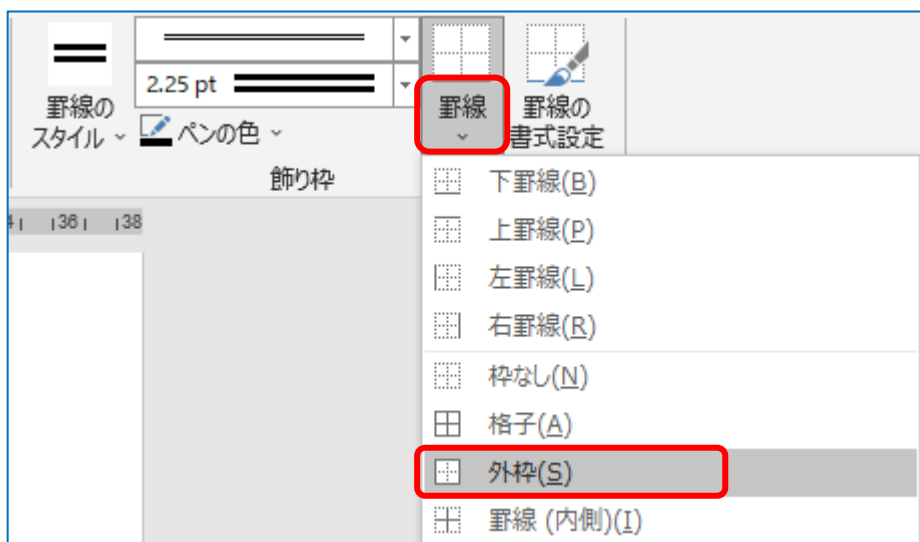 2.25 pt
罫線の
スタイル
ペンの色
罫線
罫線の
書式設定
飾り枠
36
38
下罫線(B)
上罫線(P)
左罫線(L)
右罫線(R)
枠なし(N)
格子(A)
外枠(S)
罫線 (内側)(I)